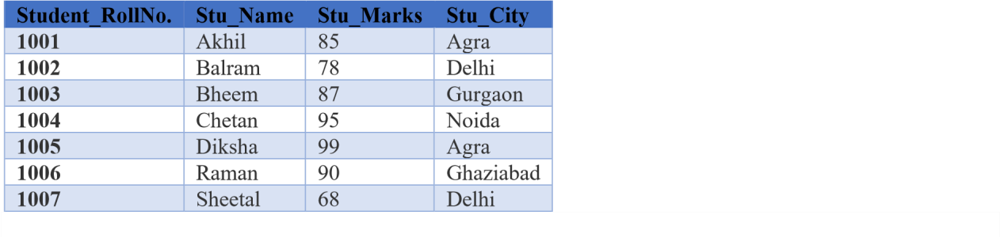 Student_RollNo. Stu_Name Stu_Marks Stu_City
1001 Akhil 85 Agra
1002 Balram 78 Delhi
1003 Bheem 87 Gurgaon
1004 Chetan 95 Noida
1005 Diksha 99 Agra
1006 Raman 90 Ghaziabad
1007 Sheetal 68 Delhi